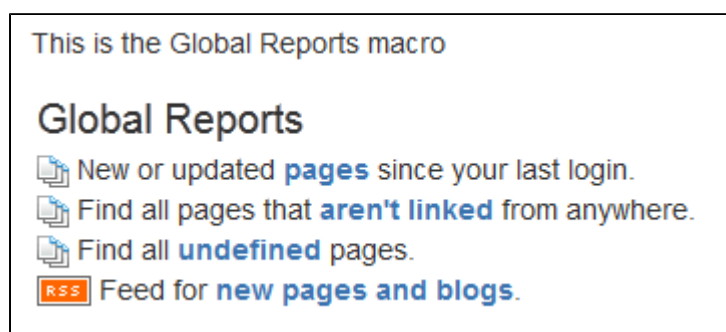 This is the Global Reports macro
Global Reports
New or updated pages since your last login.
Find all pages that aren't linked from anywhere.
Find all undefined pages.
RSS Feed for new pages and blogs.